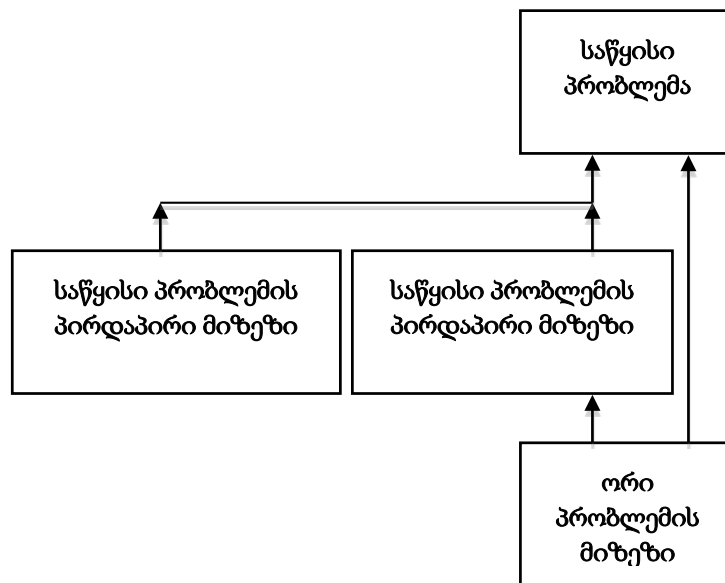 საწყისი
პრობლემა
საწყისი პრობლემის
პირდაპირი მიზეზი
საწყისი პრობლემის
პირდაპირი მიზეზი
ორი
პრობლემის
მიზეზი